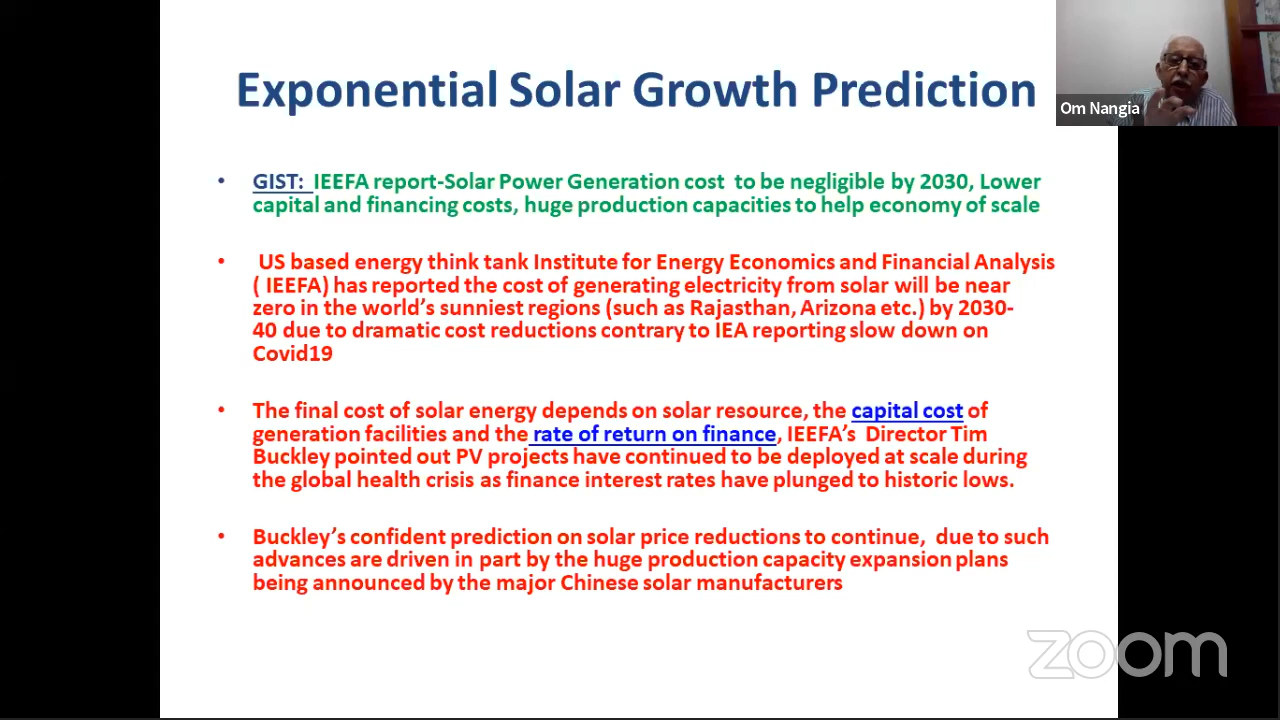 Exponential Solar Growth Prediction
Om Nangia
• GIST: IEEFA report-Solar Power Generation cost to be negligible by 2030, Lower
capital and financing costs, huge production capacities to help economy of scale
• US based energy think tank Institute for Energy Economics and Financial Analysis
( IEEFA) has reported the cost of generating electricity from solar will be near
zero in the world's sunniest regions (such as Rajasthan, Arizona etc.) by 2030-
40 due to dramatic cost reductions contrary to IEA reporting slow down on
Covid19
• The final cost of solar energy depends on solar resource, the capital cost of
generation facilities and the rate of return on finance, IEEFA's Director Tim
Buckley pointed out PV projects have continued to be deployed at scale during
the global health crisis as finance interest rates have plunged to historic lows.
• Buckley's confident prediction on solar price reductions to continue, due to such
advances are driven in part by the huge production capacity expansion plans
being announced by the major Chinese solar manufacturers
zoom